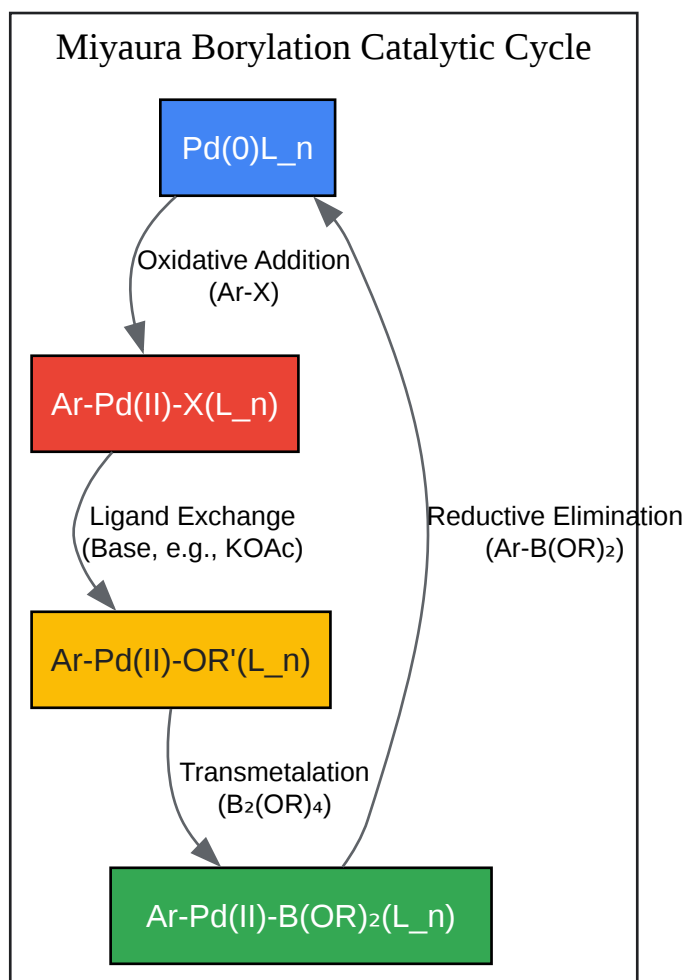 Miyaura Borylation Catalytic Cycle
Pd(0)L_n
Oxidative Addition
(Ar-X)
Ar-Pd(II)-X(L_n)
Ligand Exchange
(Base, e.g., KOAc)
Reductive Elimination
(Ar-B(OR)₂)
Ar-Pd(II)-OR'(L_n)
Transmetalation
(B₂(OR)₄)
Ar-Pd(II)-B(OR)₂(L_n)